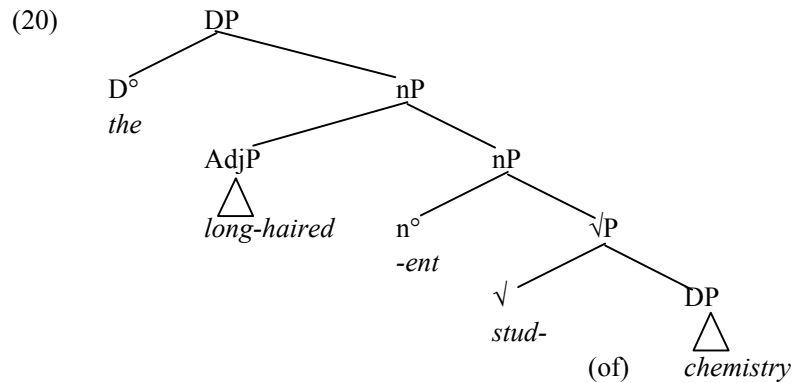 (20) DP
D° nP
the
AdjP nP
long-haired n° √P
-ent
√ DP
stud-
(of) chemistry